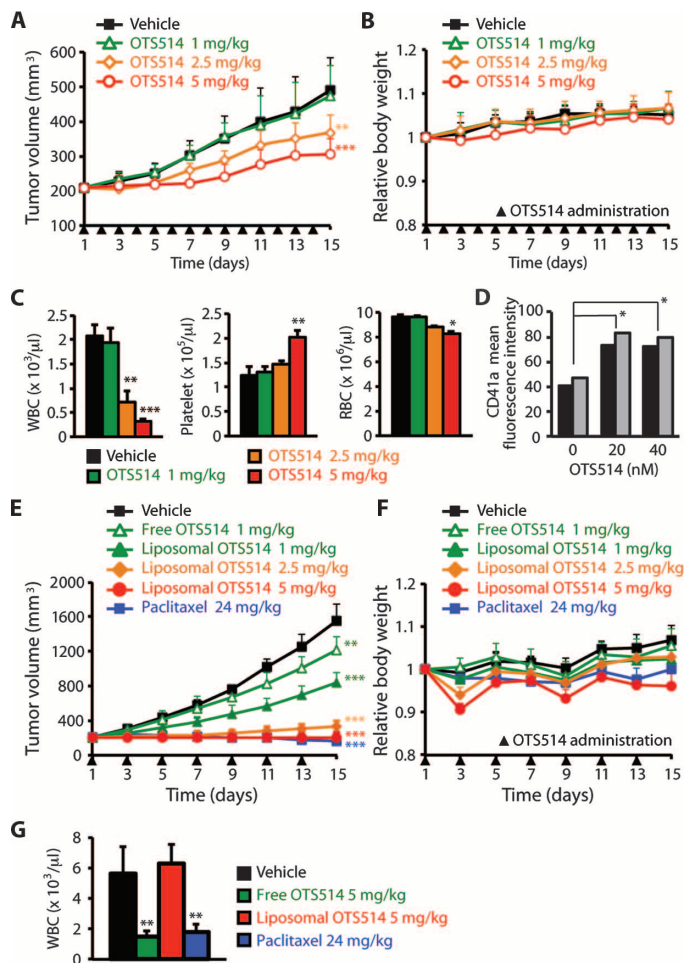 A
Vehicle
OTS514 1 mg/kg
OTS514 2.5 mg/kg
OTS514 5 mg/kg
Tumor volume (mm³)
600
500
400
300
200
100
1 3 5 7 9 11 13 15
Time (days)
B
Vehicle
OTS514 1 mg/kg
OTS514 2.5 mg/kg
OTS514 5 mg/kg
Relative body weight
1.2
1.1
1
0.9
0.8
▲ OTS514 administration
1 3 5 7 9 11 13 15
Time (days)
C
WBC (x 10³/μl)
2.5
2
1.5
1
0.5
0
**
***
Platelet (x 10⁵/μl)
2.5
2
1.5
1
0.5
0
**
RBC (x 10⁶/μl)
10
8
6
4
2
0
*
Vehicle
OTS514 1 mg/kg
OTS514 2.5 mg/kg
OTS514 5 mg/kg
D
CD41a mean
fluorescence intensity
100
80
60
40
20
0
*
*
0 20 40
OTS514 (nM)
E
Vehicle
Free OTS514 1 mg/kg
Liposomal OTS514 1 mg/kg
Liposomal OTS514 2.5 mg/kg
Liposomal OTS514 5 mg/kg
Paclitaxel 24 mg/kg
Tumor volume (mm³)
2000
1600
1200
800
400
0
**
***
***
***
***
1 3 5 7 9 11 13 15
Time (days)
F
Vehicle
Free OTS514 1 mg/kg
Liposomal OTS514 1 mg/kg
Liposomal OTS514 2.5 mg/kg
Liposomal OTS514 5 mg/kg
Paclitaxel 24 mg/kg
Relative body weight
1.2
1.1
1
0.9
0.8
▲ OTS514 administration
1 3 5 7 9 11 13 15
Time (days)
G
WBC (x 10³/μl)
8
6
4
2
0
**
**
Vehicle
Free OTS514 5 mg/kg
Liposomal OTS514 5 mg/kg
Paclitaxel 24 mg/kg